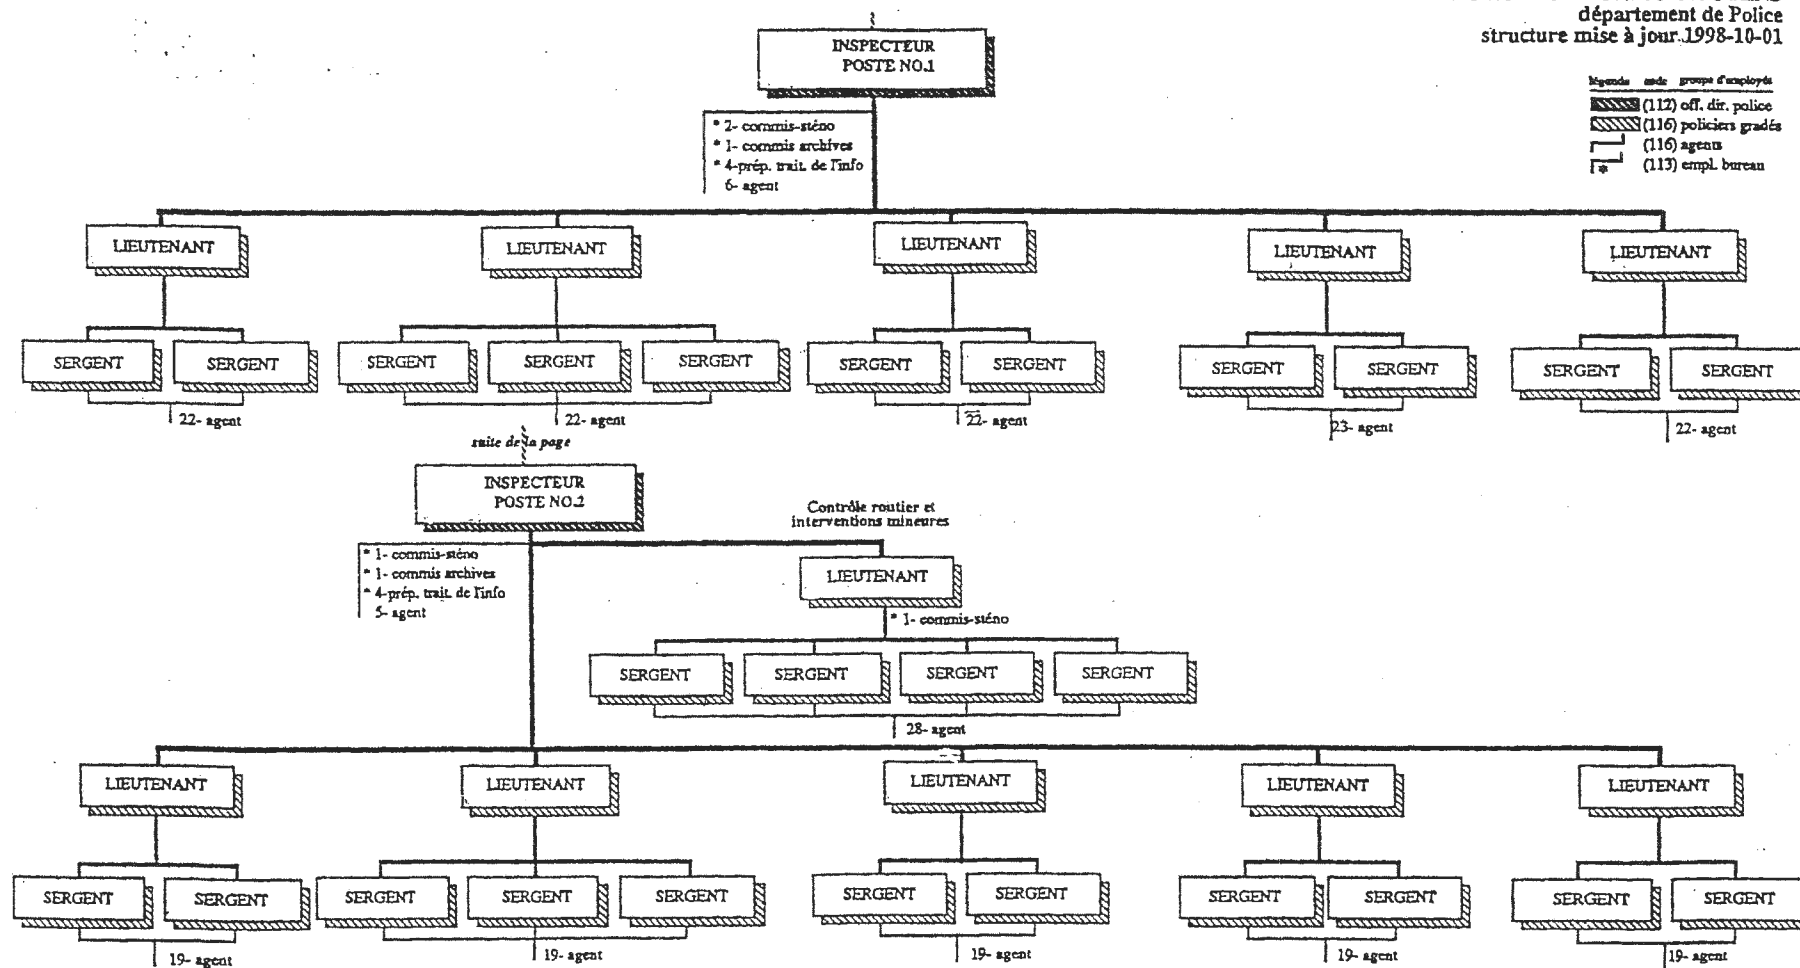 département de Police
structure mise à jour.1998-10-01
légende code groupe d'employés
(112) off. dir. police
(116) policiers gradés
(116) agents
* (113) empl. bureau
INSPECTEUR
POSTE NO.1
* 2- commis-sténo
* 1- commis archives
* 4-prép. trait. de l'info
6- agent
LIEUTENANT
LIEUTENANT
LIEUTENANT
LIEUTENANT
LIEUTENANT
SERGENT
SERGENT
SERGENT
SERGENT
SERGENT
SERGENT
SERGENT
SERGENT
SERGENT
SERGENT
SERGENT
22- agent
22- agent
22- agent
23- agent
22- agent
suite de la page
INSPECTEUR
POSTE NO.2
* 1- commis-sténo
* 1- commis archives
* 4-prép. trait. de l'info
5- agent
Contrôle routier et
interventions mineures
LIEUTENANT
* 1- commis-sténo
SERGENT
SERGENT
SERGENT
SERGENT
28- agent
LIEUTENANT
LIEUTENANT
LIEUTENANT
LIEUTENANT
LIEUTENANT
SERGENT
SERGENT
SERGENT
SERGENT
SERGENT
SERGENT
SERGENT
SERGENT
SERGENT
SERGENT
SERGENT
19- agent
19- agent
19- agent
19- agent
19- agent